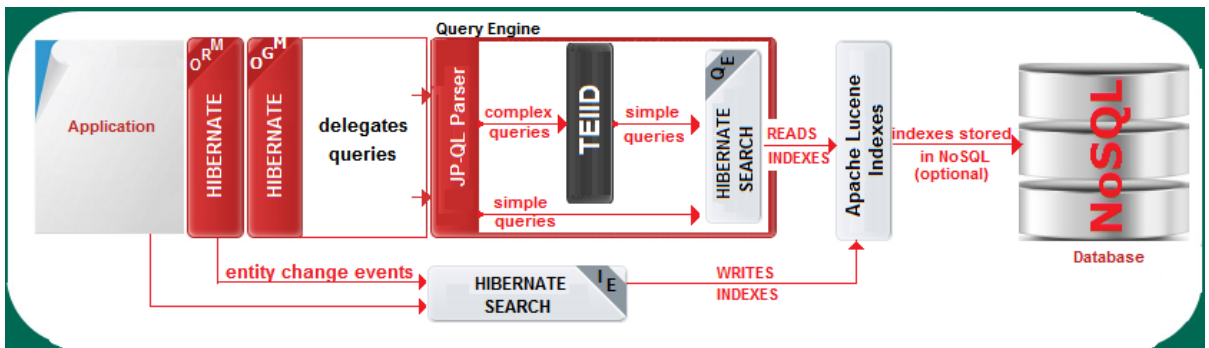 Query Engine
Application
ORM
HIBERNATE
OGM
HIBERNATE
delegates
queries
JP-QL Parser
complex
queries
TEIID
simple
queries
simple
queries
QE
HIBERNATE
SEARCH
READS
INDEXES
Apache Lucene
Indexes
indexes stored
in NoSQL
(optional)
NoSQL
Database
entity change events
HIBERNATE
SEARCH
IE
WRITES
INDEXES